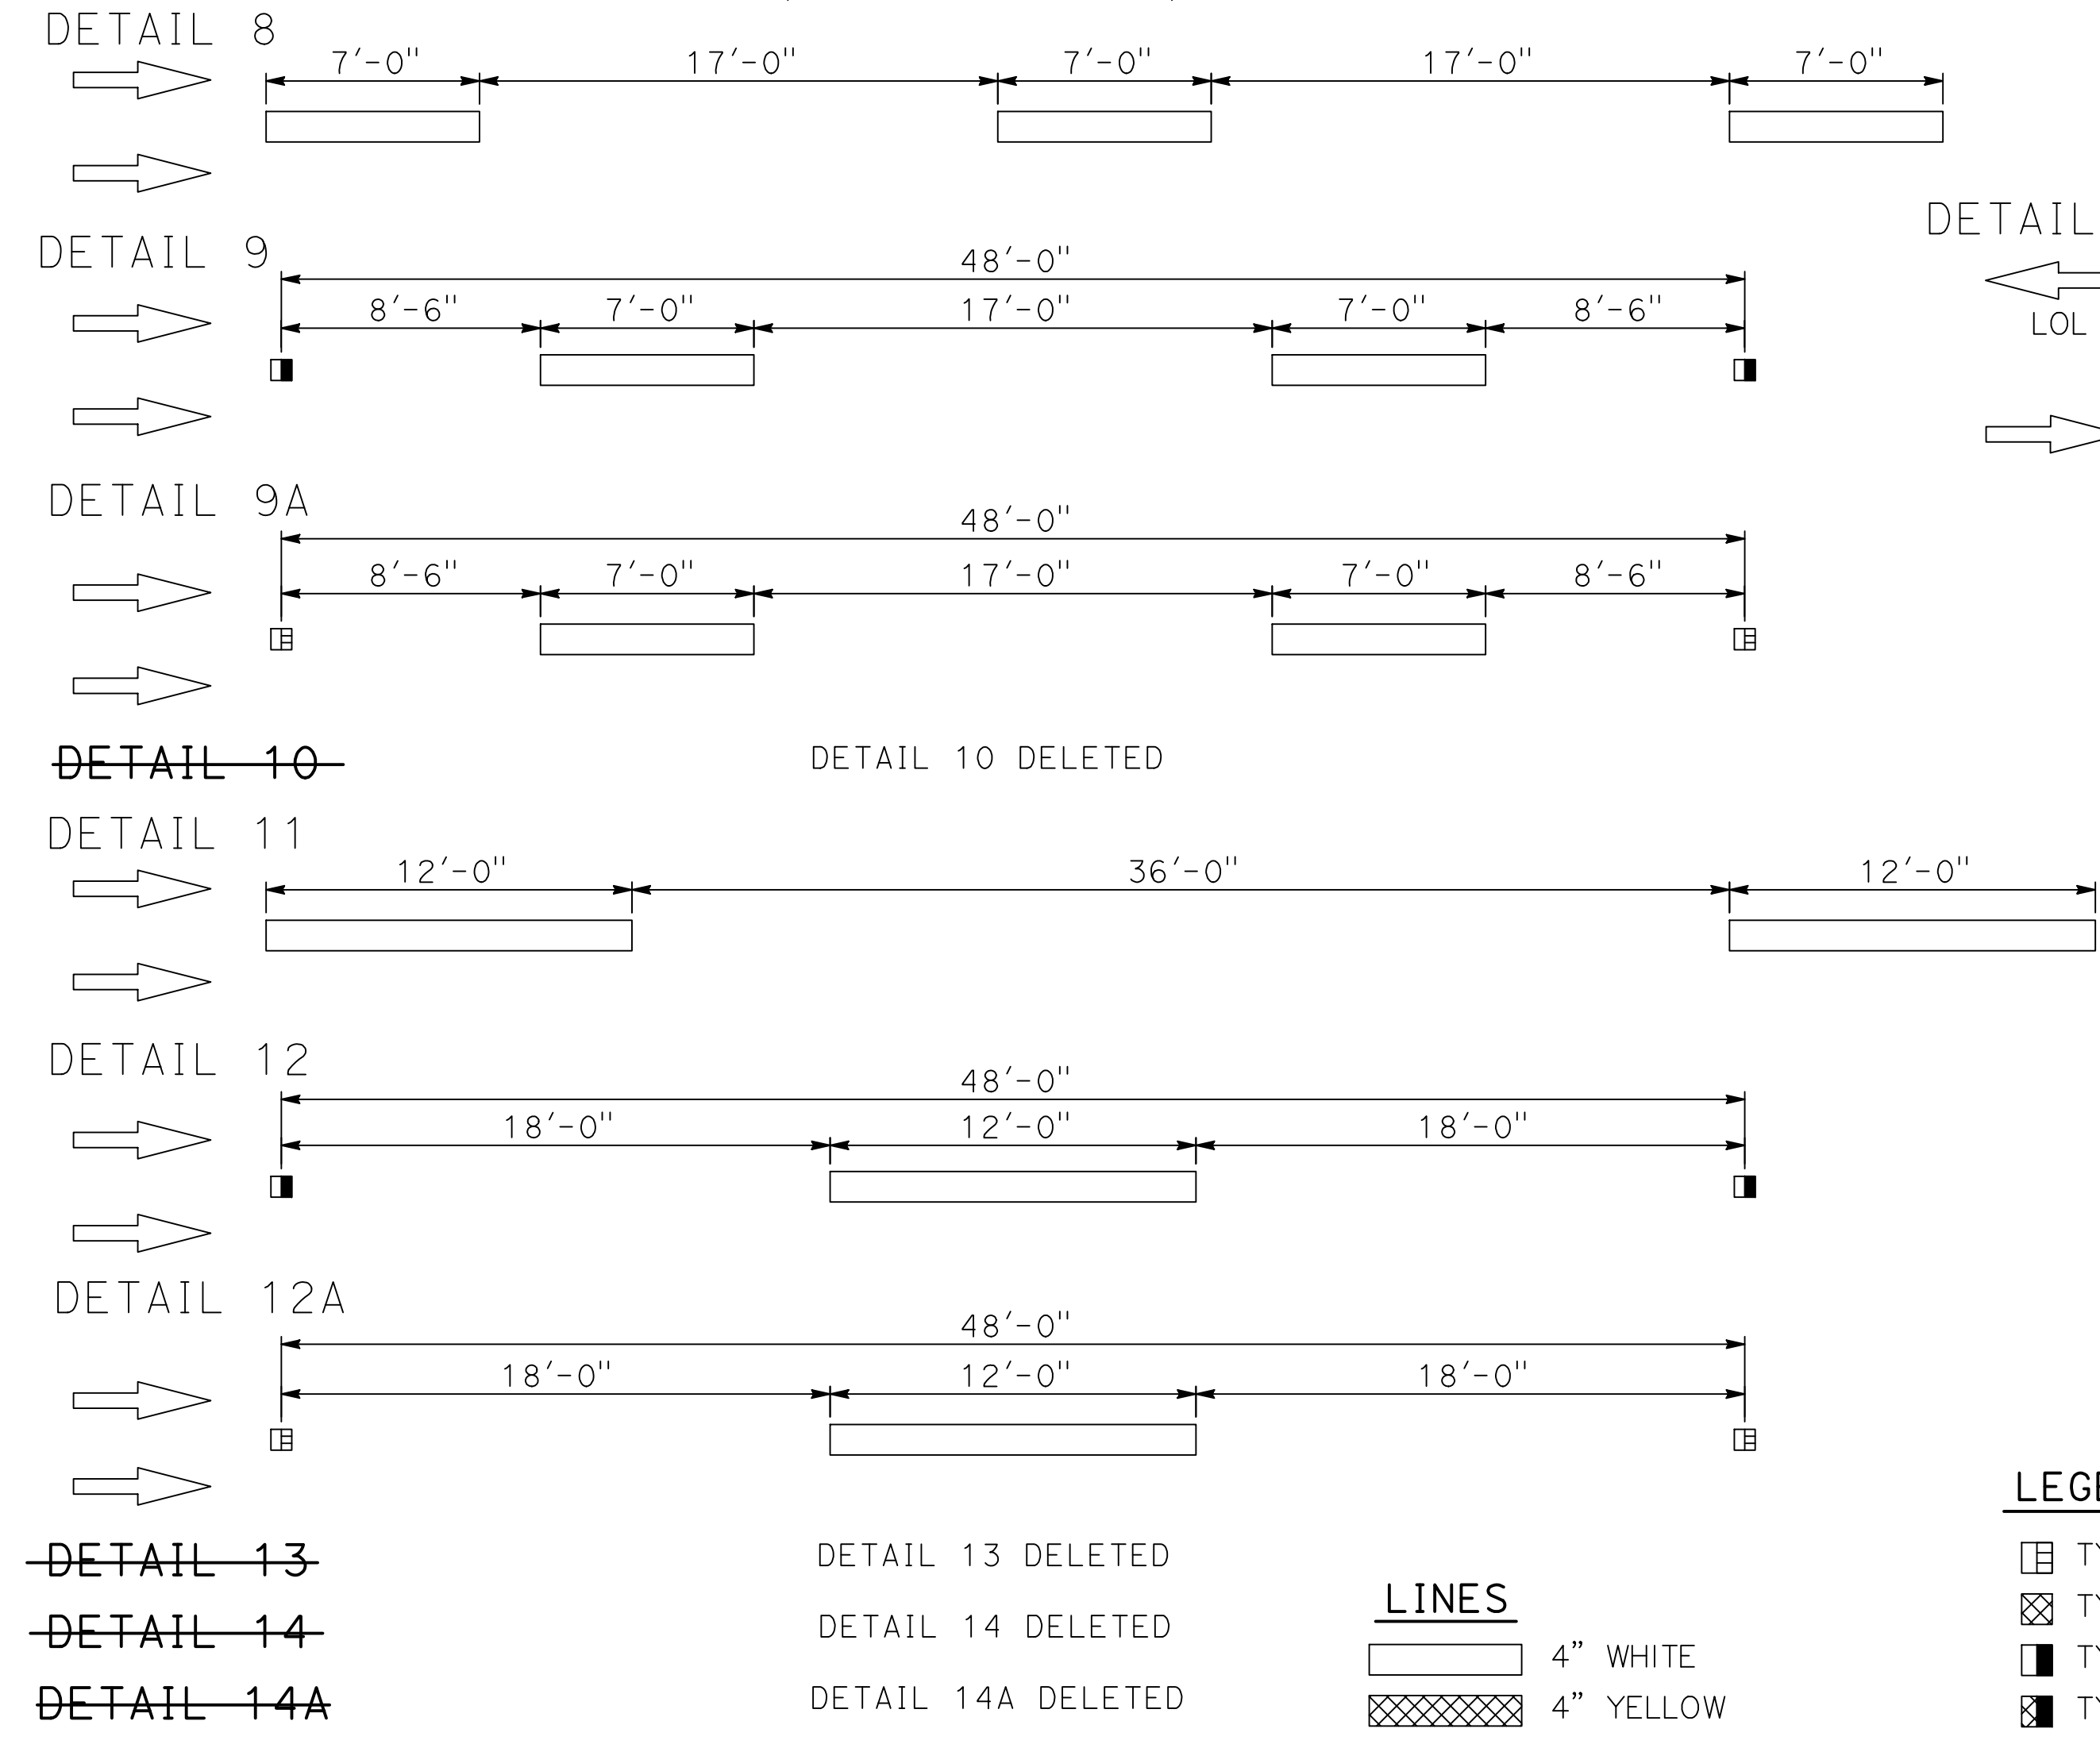 DETAIL 8
7'-0" 17'-0" 7'-0" 17'-0" 7'-0"
DETAIL
LOL
DETAIL 9
48'-0"
8'-6" 7'-0" 17'-0" 7'-0" 8'-6"
DETAIL 9A
48'-0"
8'-6" 7'-0" 17'-0" 7'-0" 8'-6"
DETAIL 10 DETAIL 10 DELETED
DETAIL 11
12'-0" 36'-0" 12'-0"
DETAIL 12
48'-0"
18'-0" 12'-0" 18'-0"
DETAIL 12A
48'-0"
18'-0" 12'-0" 18'-0"
DETAIL 13 DETAIL 13 DELETED
DETAIL 14 DETAIL 14 DELETED
DETAIL 14A DETAIL 14A DELETED
LINES
4” WHITE
4” YELLOW